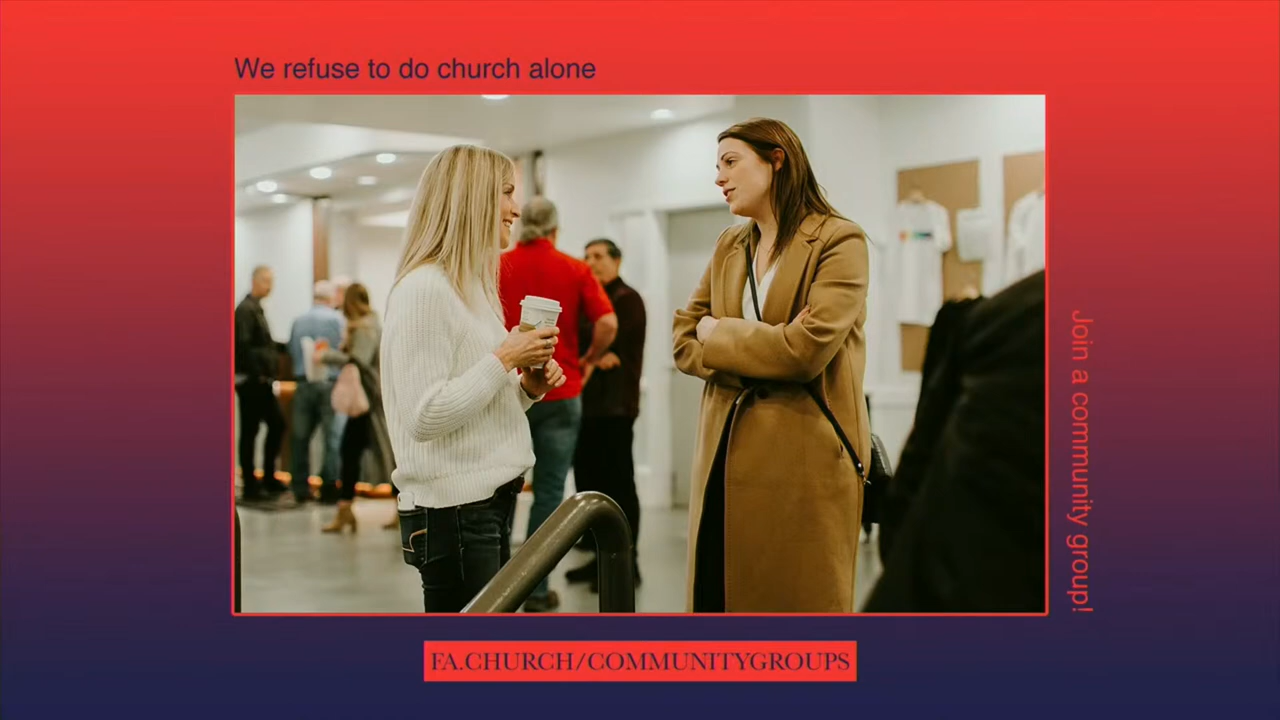 We refuse to do church alone
Join a community group!
FA.CHURCH/COMMUNITYGROUPS